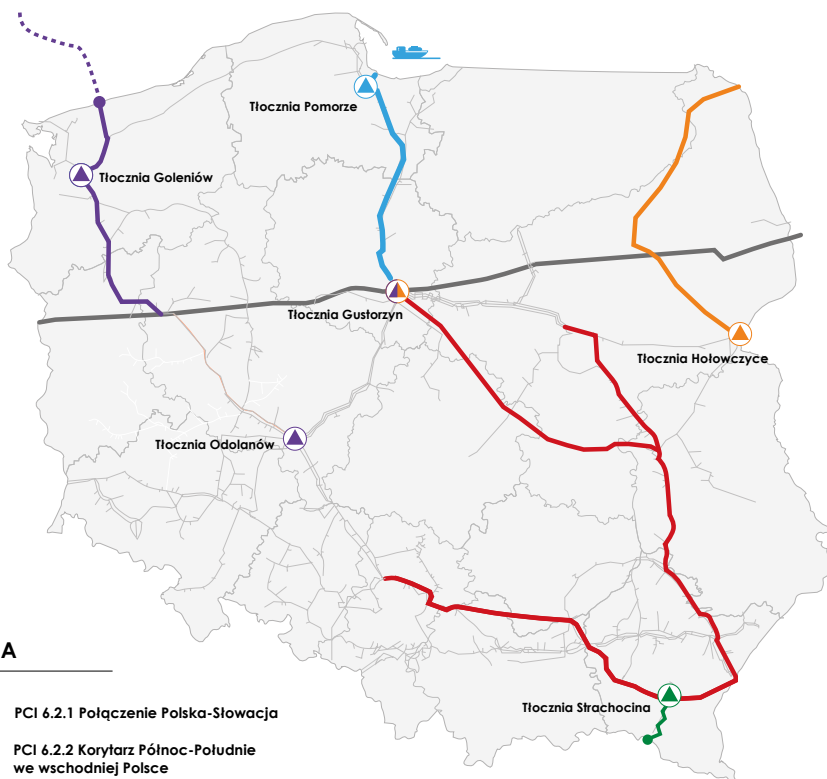 Tłocznia Pomorze
Tłocznia Goleniów
Tłocznia Gustorzyn
Tłocznia Hołowczyce
Tłocznia Odolanów
A
Tłocznia Strachocina
PCI 6.2.1 Połączenie Polska-Słowacja
PCI 6.2.2 Korytarz Północ-Południe
we wschodniej Polsce